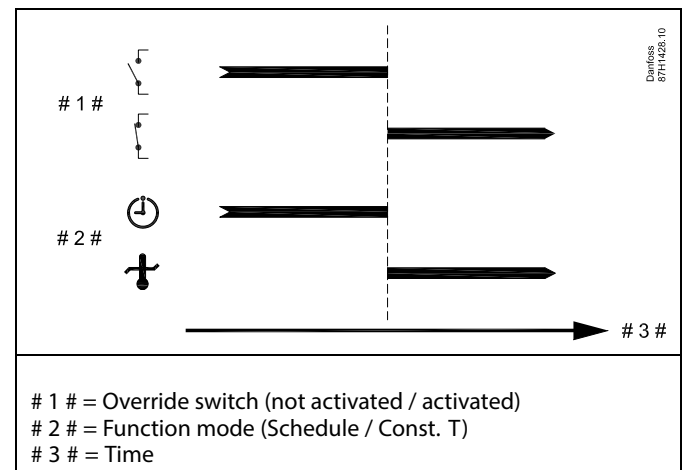 Danfoss
87H1428.10
# 1 #
# 2 #
# 3 #
# 1 # = Override switch (not activated / activated)
# 2 # = Function mode (Schedule / Const. T)
# 3 # = Time